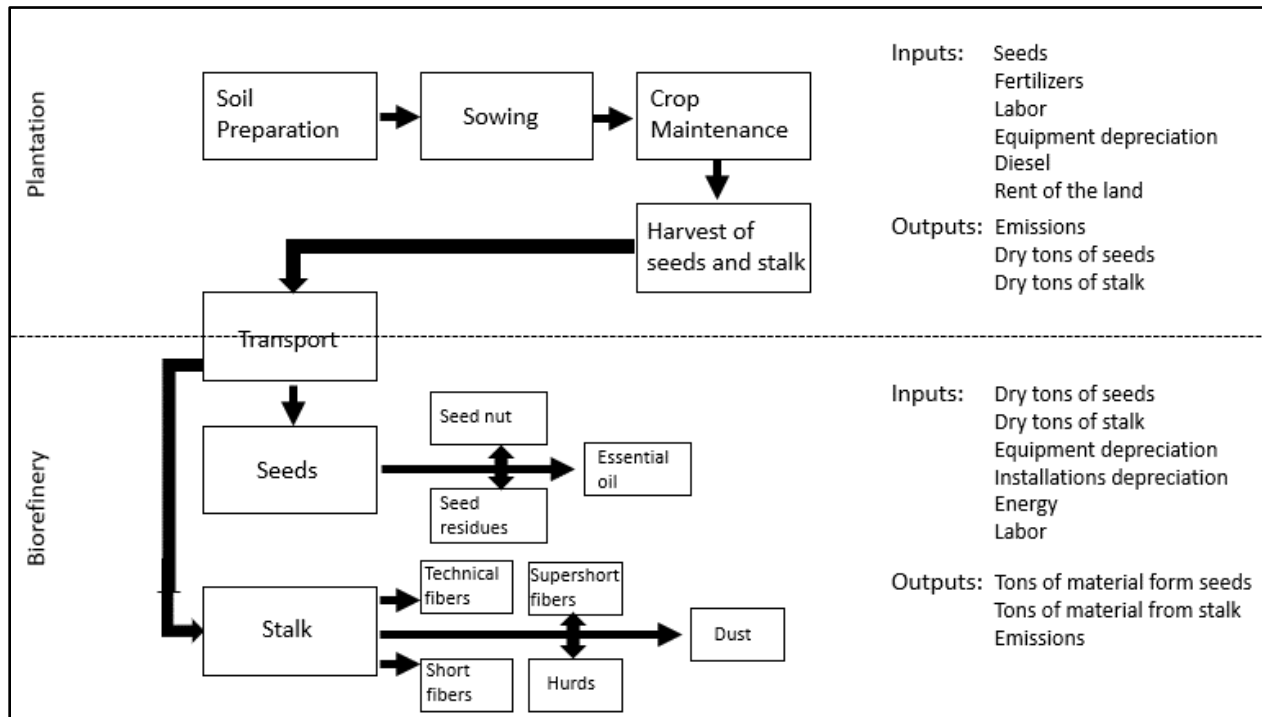 Plantation
Soil
Preparation
Sowing
Crop
Maintenance
Harvest of
seeds and stalk
Inputs: Seeds
Fertilizers
Labor
Equipment depreciation
Diesel
Rent of the land
Outputs: Emissions
Dry tons of seeds
Dry tons of stalk
Transport
Biorefinery
Seeds
Seed nut
Seed
residues
Essential
oil
Stalk
Technical
fibers
Short
fibers
Supershort
fibers
Hurds
Dust
Inputs: Dry tons of seeds
Dry tons of stalk
Equipment depreciation
Installations depreciation
Energy
Labor
Outputs: Tons of material form seeds
Tons of material from stalk
Emissions